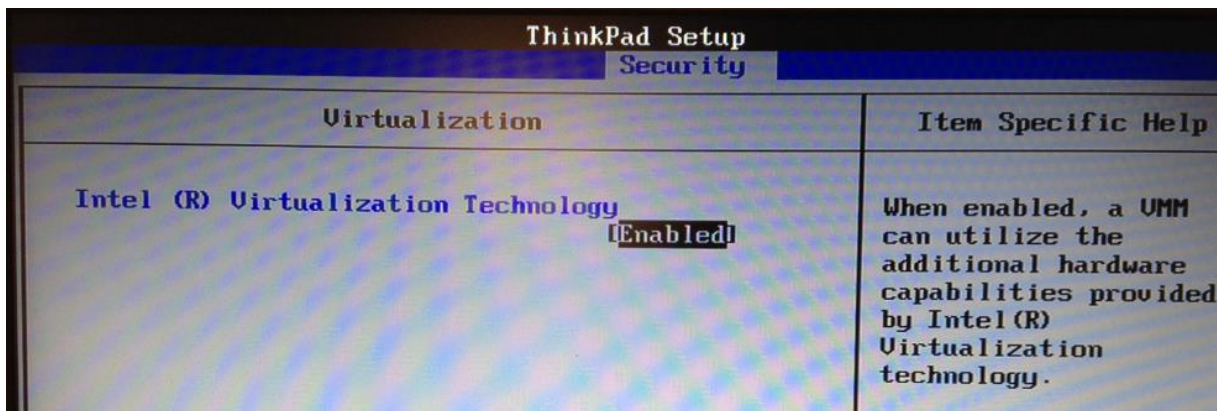 ThinkPad Setup
Security
Virtualization
Item Specific Help
Intel (R) Virtualization Technology
[Enabled]
When enabled, a VMM
can utilize the
additional hardware
capabilities provided
by Intel(R)
Virtualization
technology.